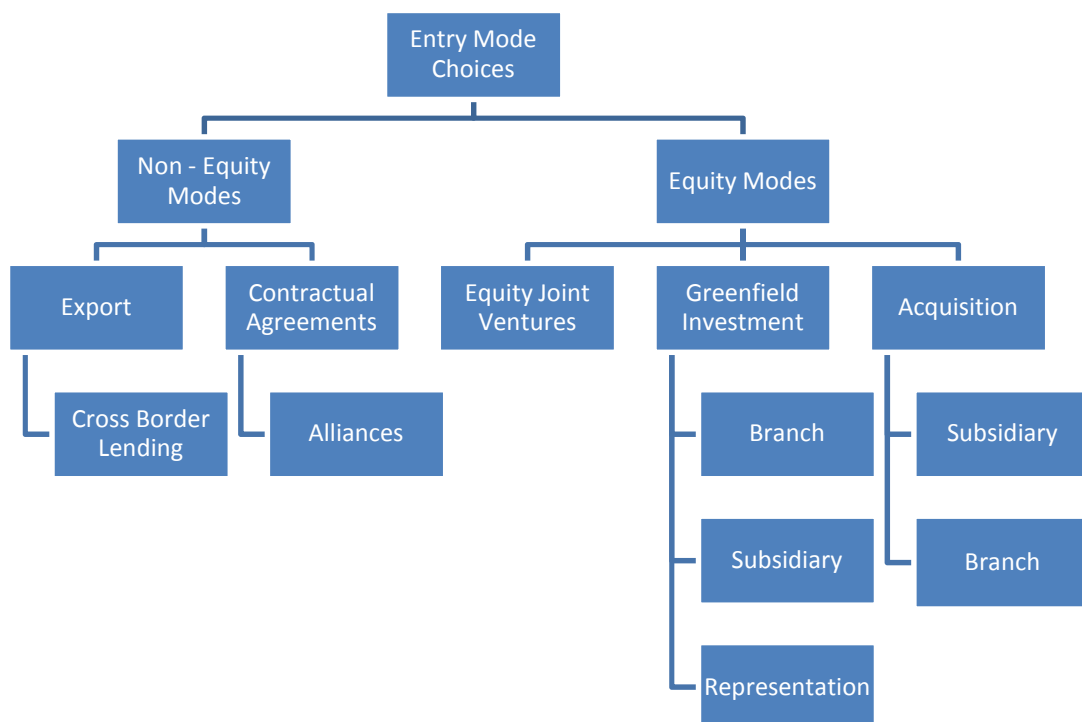 Entry Mode
Choices
Non - Equity
Modes
Equity Modes
Export
Contractual
Agreements
Equity Joint
Ventures
Greenfield
Investment
Acquisition
Cross Border
Lending
Alliances
Branch
Subsidiary
Subsidiary
Branch
Representation